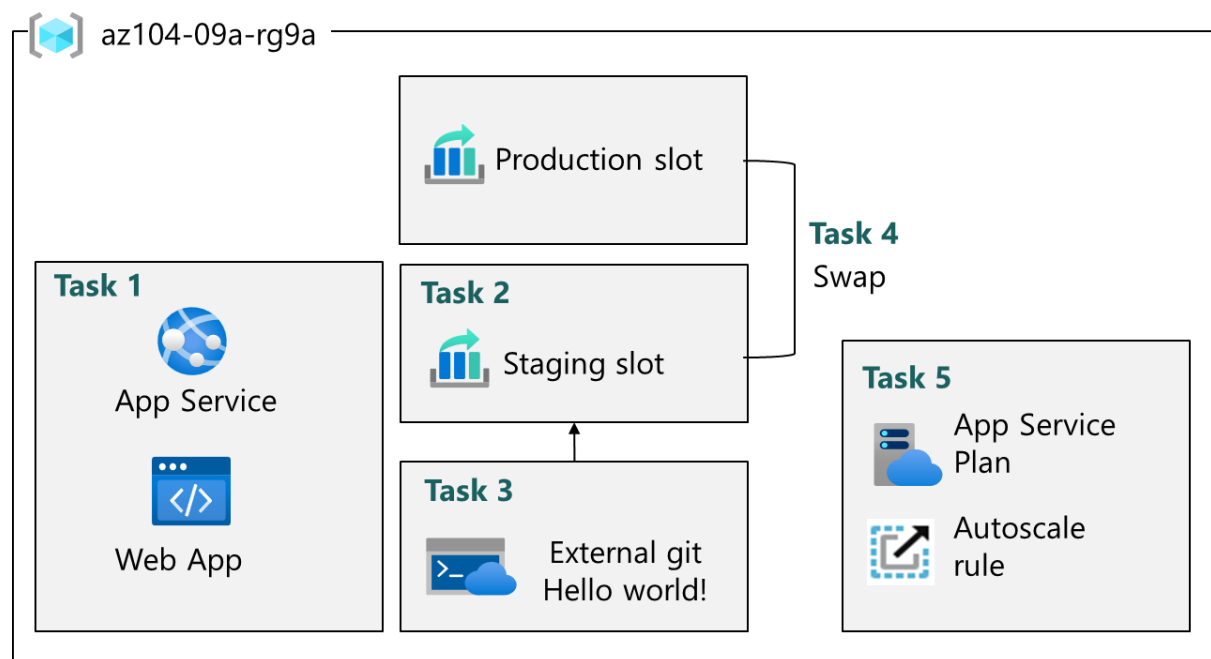 az104-09a-rg9a
Production slot
Task 4
Swap
Task 1
App Service
Web App
Task 2
Staging slot
Task 3
External git
Hello world!
Task 5
App Service
Plan
Autoscale
rule